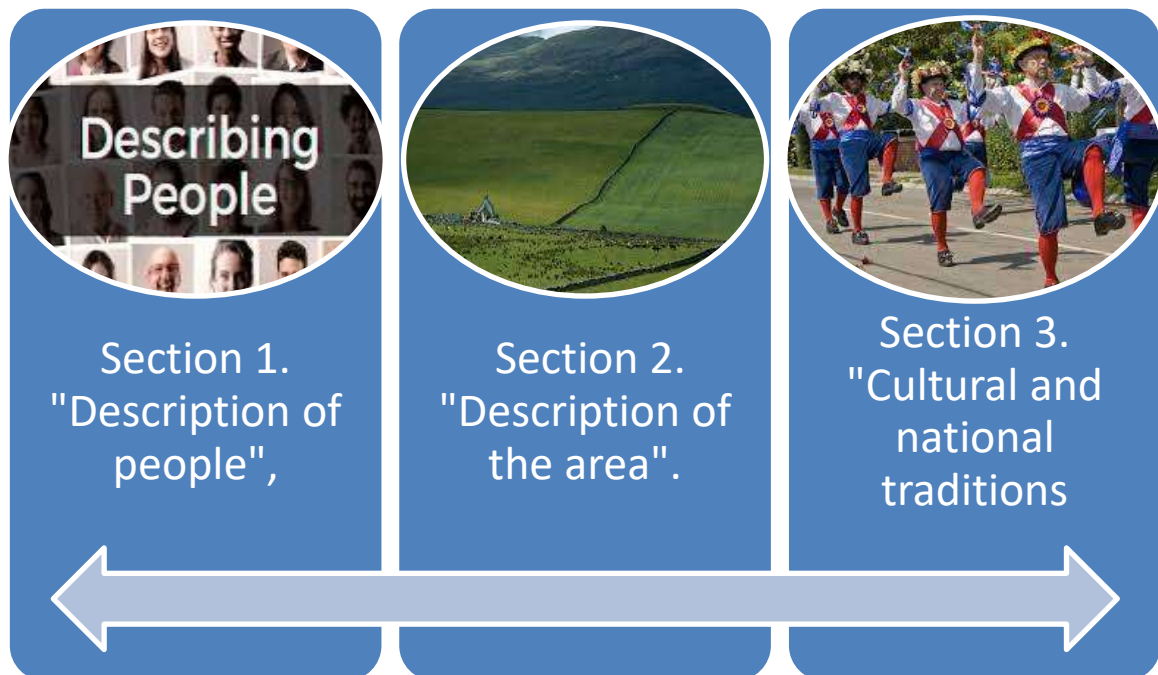 Describing
People
Section 1.
"Description of
people",
Section 2.
"Description of
the area".
Section 3.
"Cultural and
national
traditions